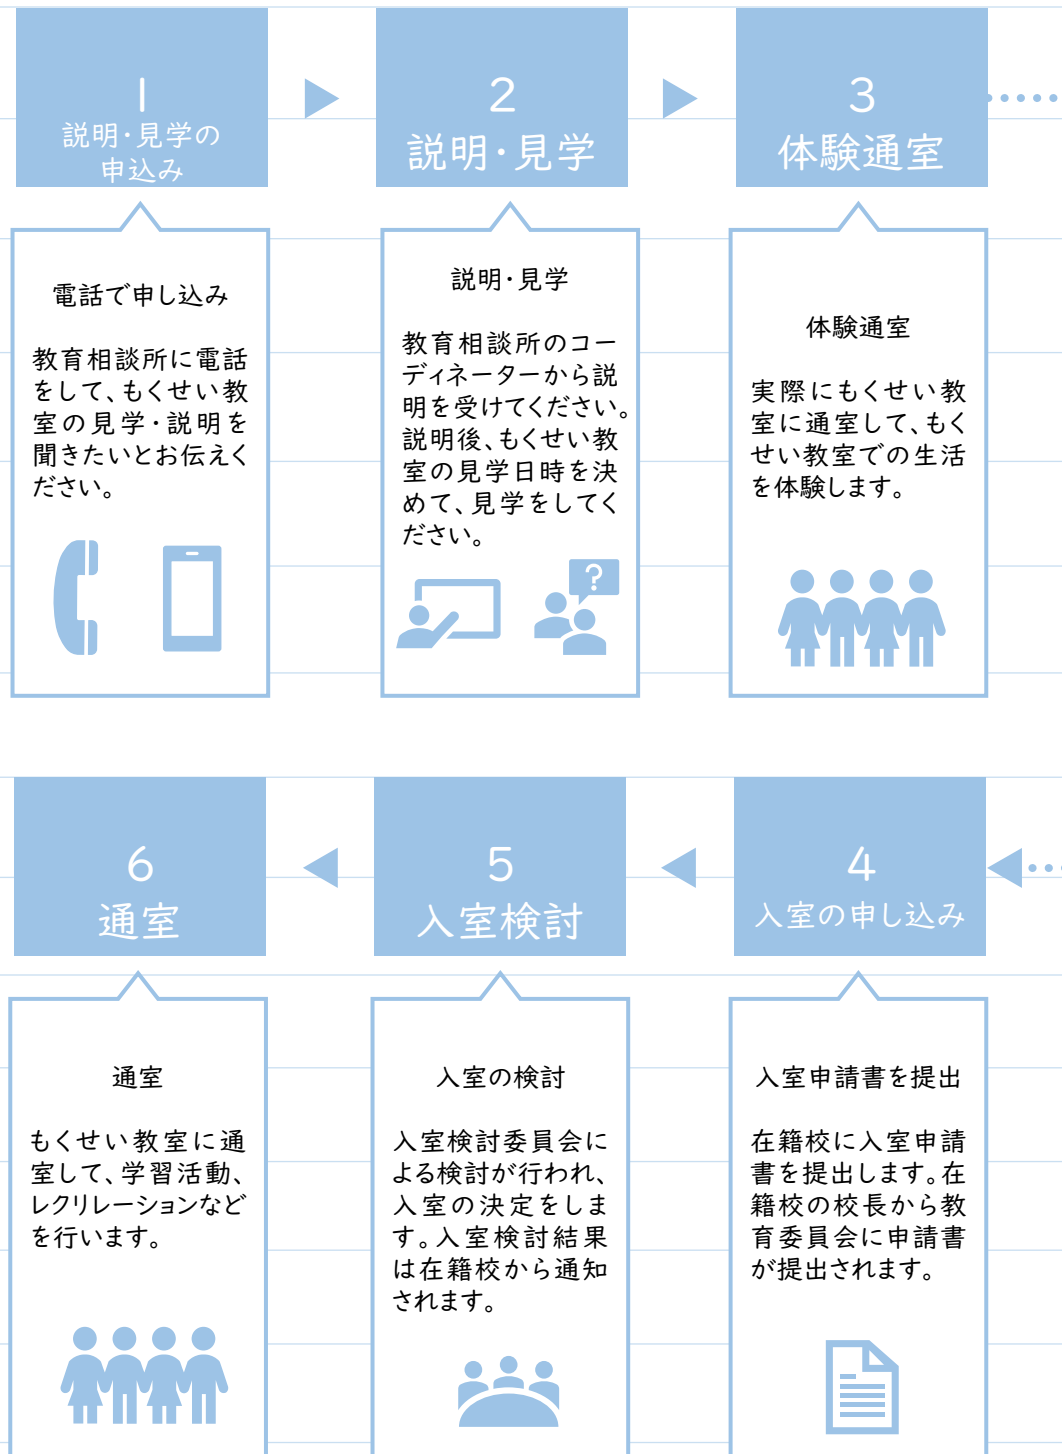 1
説明・見学の
申込み
2
説明・見学
3
体験通室
電話で申し込み
教育相談所に電話
をして、もくせい教
室の見学・説明を
聞きたいとお伝えく
ださい。
説明・見学
教育相談所のコー
ディネーターから説
明を受けてください。
説明後、もくせい教
室の見学日時を決
めて、見学をしてく
ださい。
?
体験通室
実際にもくせい教
室に通室して、もく
せい教室での生活
を体験します。
6
通室
5
入室検討
4
入室の申し込み
通室
もくせい教室に通
室して、学習活動、
レクリレーションなど
を行います。
入室の検討
入室検討委員会に
よる検討が行われ、
入室の決定をしま
す。入室検討結果
は在籍校から通知
されます。
入室申請書を提出
在籍校に入室申請
書を提出します。在
籍校の校長から教
育委員会に申請書
が提出されます。